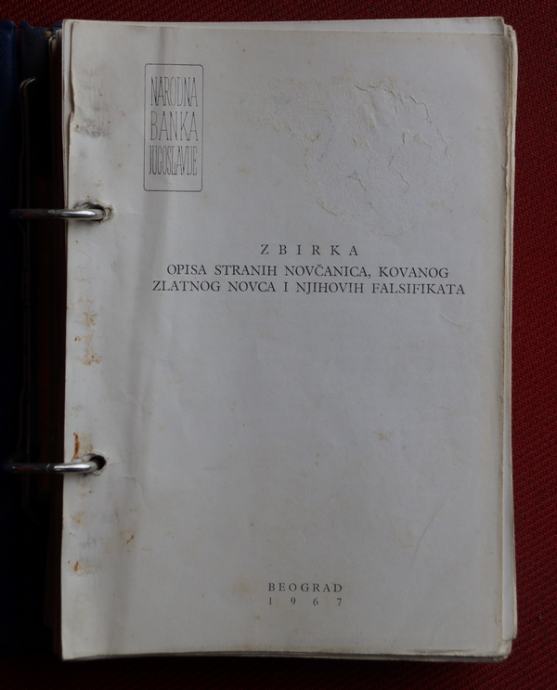 NARODNA
BANKA
JUGOSLAVIJE
ZBIRKA
OPISA STRANIH NOVČANICA, KOVANOG
ZLATNOG NOVCA I NJIHOVIH FALSIFIKATA
BEOGRAD
1967